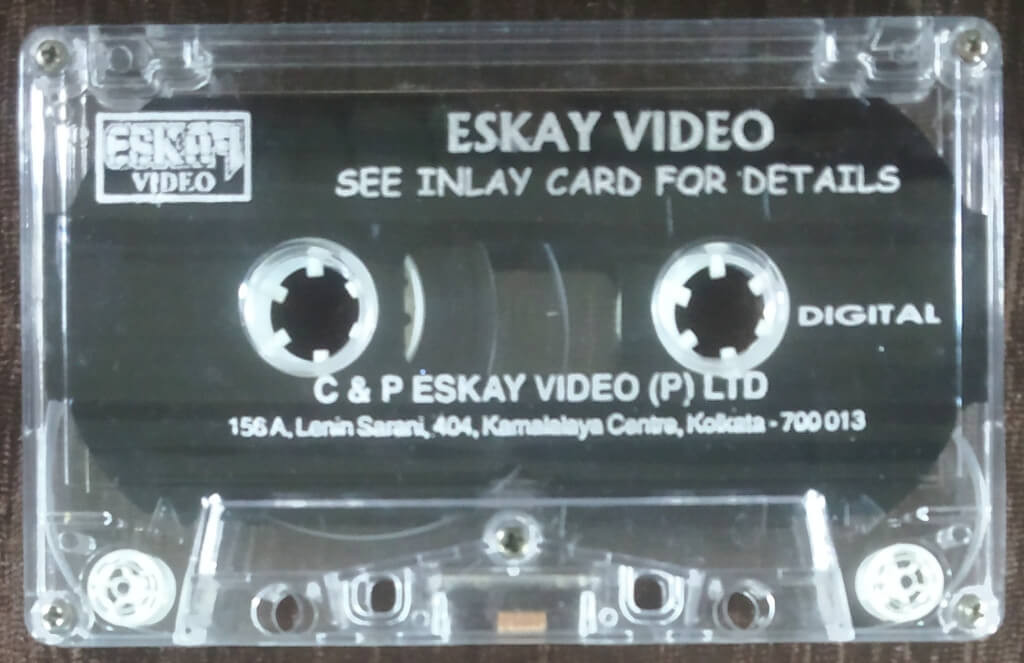 ESKAY
VIDEO
ESKAY VIDEO
SEE INLAY CARD FOR DETAILS
DIGITAL
C & P ESKAY VIDEO (P) LTD
156 A, Lenin Sarani, 404, Kamalalaya Centre, Kolkata - 700 013